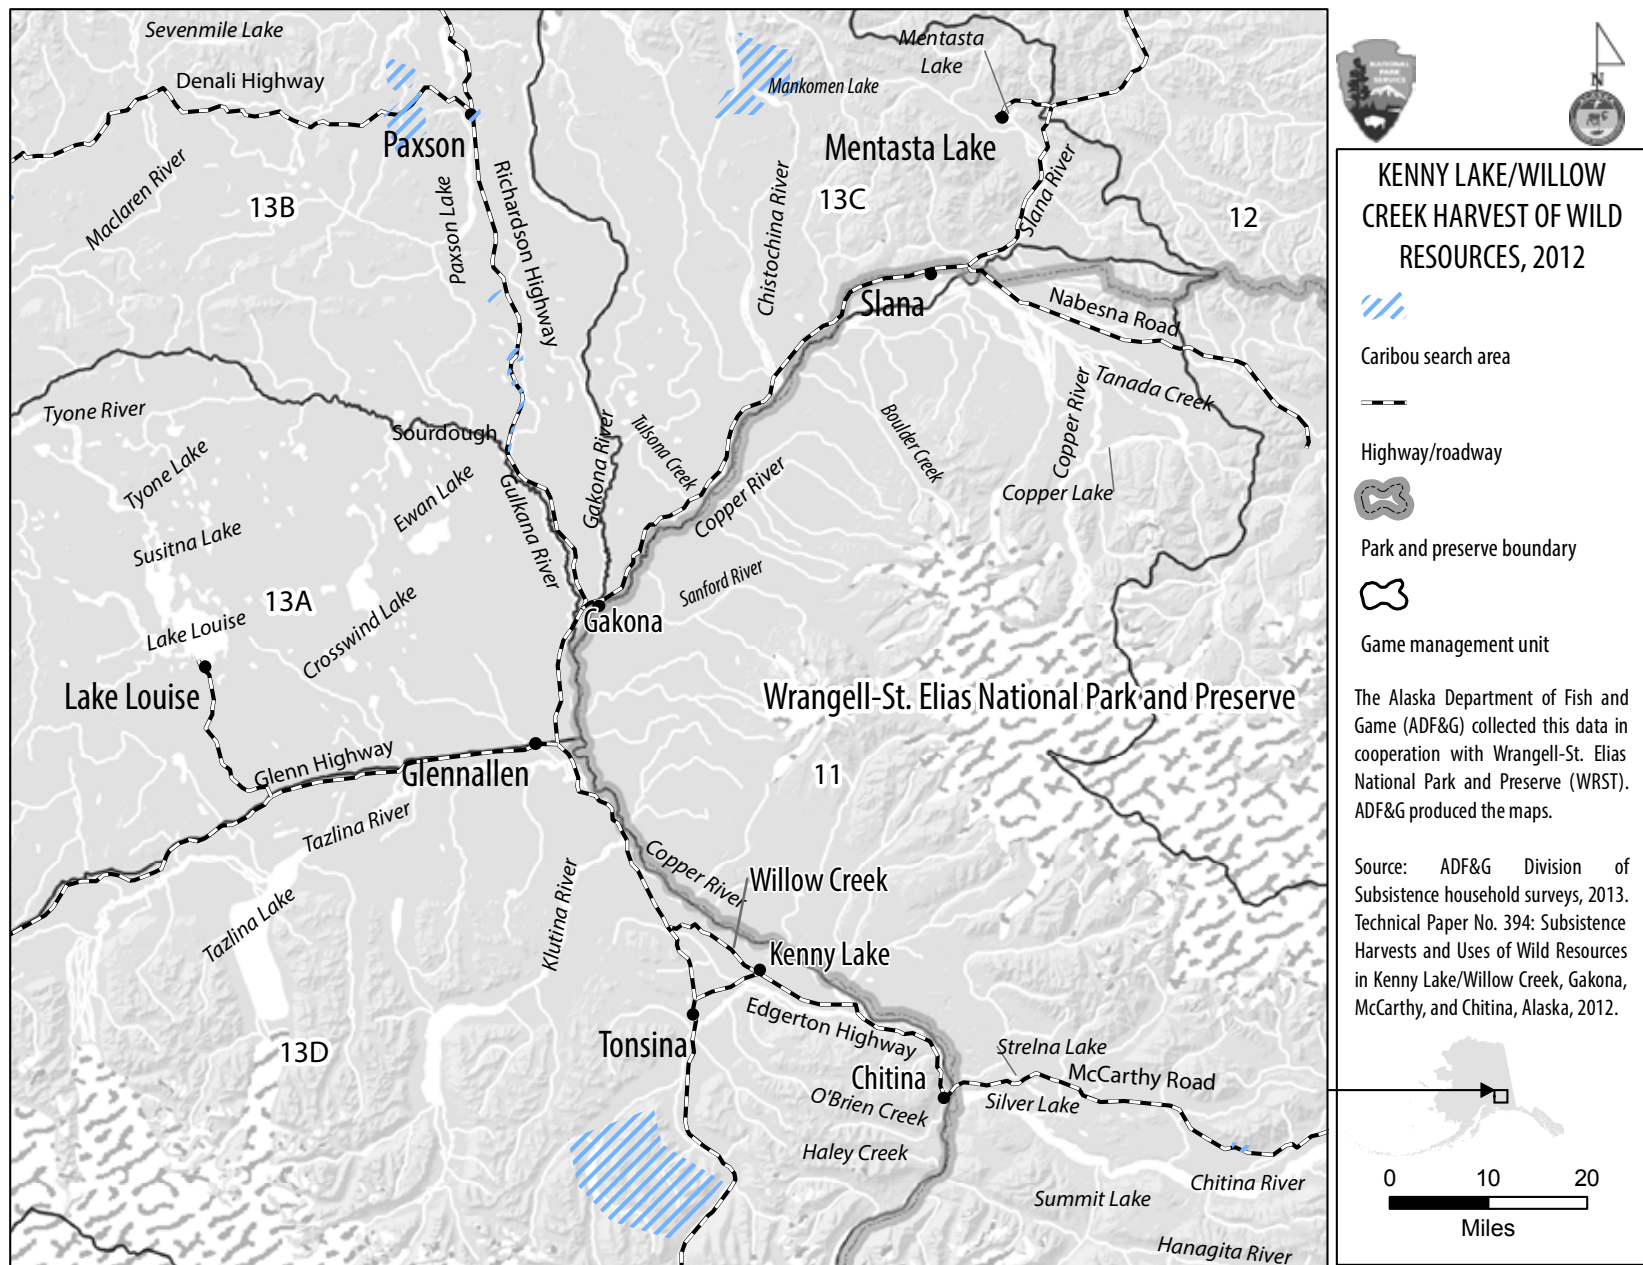 Sevenmile Lake
Denali Highway
Paxson
Maclaren River
13B
Paxson Lake
Richardson Highway
Mentasta
Lake
Mankomen Lake
Mentasta Lake
13C
Chistochina River
Slana River
12
Slana
Nabesna Road
Tanada Creek
Copper River
Copper Lake
Boulder Creek
Tyone River
Sourdough
Tyone Lake
Ewan Lake
Susitna Lake
Gulkana River
Gakona River
Tulsona Creek
Copper River
Sanford River
13A
Lake Louise
Crosswind Lake
Gakona
Lake Louise
Wrangell-St. Elias National Park and Preserve
Glenn Highway
Glennallen
11
Tazlina River
Tazlina Lake
Klutina River
Copper River
Willow Creek
Kenny Lake
Edgerton Highway
Tonsina
13D
Chitina
Strelna Lake
McCarthy Road
O'Brien Creek
Silver Lake
Haley Creek
Summit Lake
Chitina River
Hanagita River
NATIONAL
PARK
SERVICE
N
ALASKA
KENNY LAKE/WILLOW
CREEK HARVEST OF WILD
RESOURCES, 2012
Caribou search area
Highway/roadway
Park and preserve boundary
Game management unit
The Alaska Department of Fish and
Game (ADF&G) collected this data in
cooperation with Wrangell-St. Elias
National Park and Preserve (WRST).
ADF&G produced the maps.
Source: ADF&G Division of
Subsistence household surveys, 2013.
Technical Paper No. 394: Subsistence
Harvests and Uses of Wild Resources
in Kenny Lake/Willow Creek, Gakona,
McCarthy, and Chitina, Alaska, 2012.
0 10 20
Miles